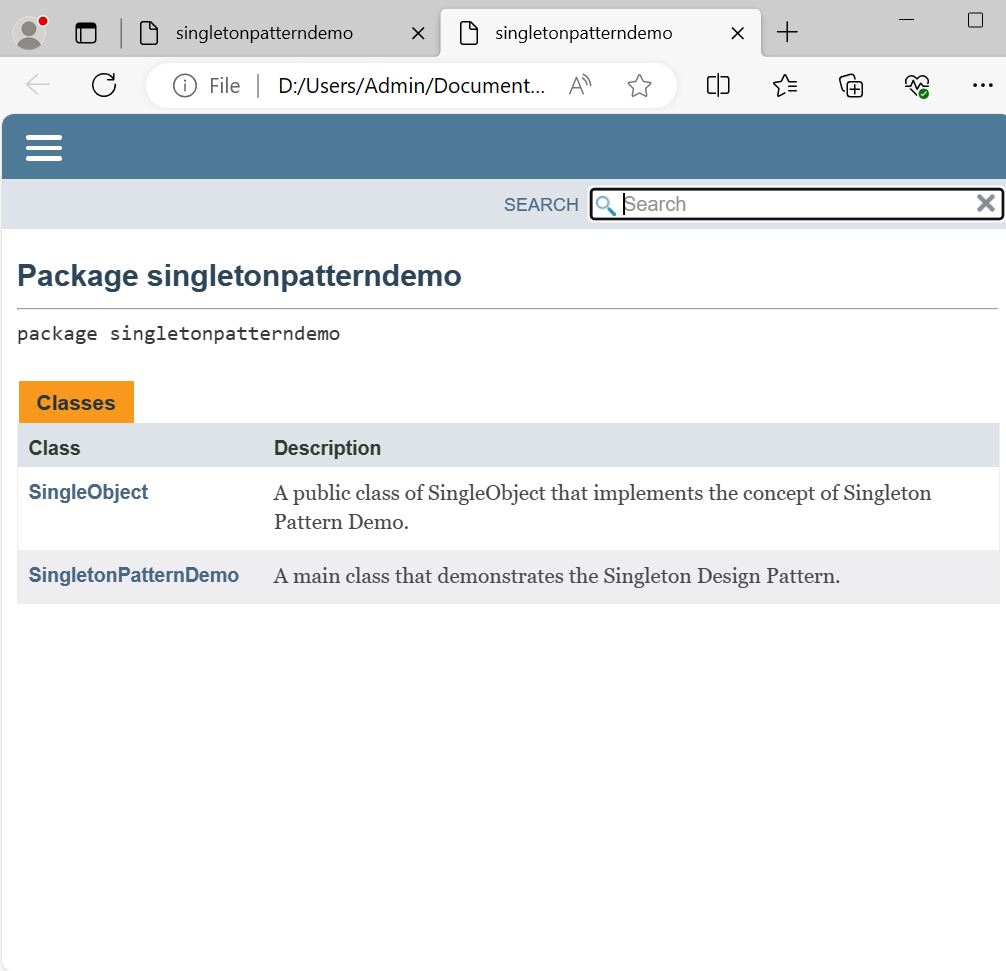 singletonpatterndemo
singletonpatterndemo
File
D:/Users/Admin/Document...
SEARCH
Search
Package singletonpatterndemo
package singletonpatterndemo
Classes
Class Description
SingleObject A public class of SingleObject that implements the concept of Singleton
Pattern Demo.
SingletonPatternDemo A main class that demonstrates the Singleton Design Pattern.